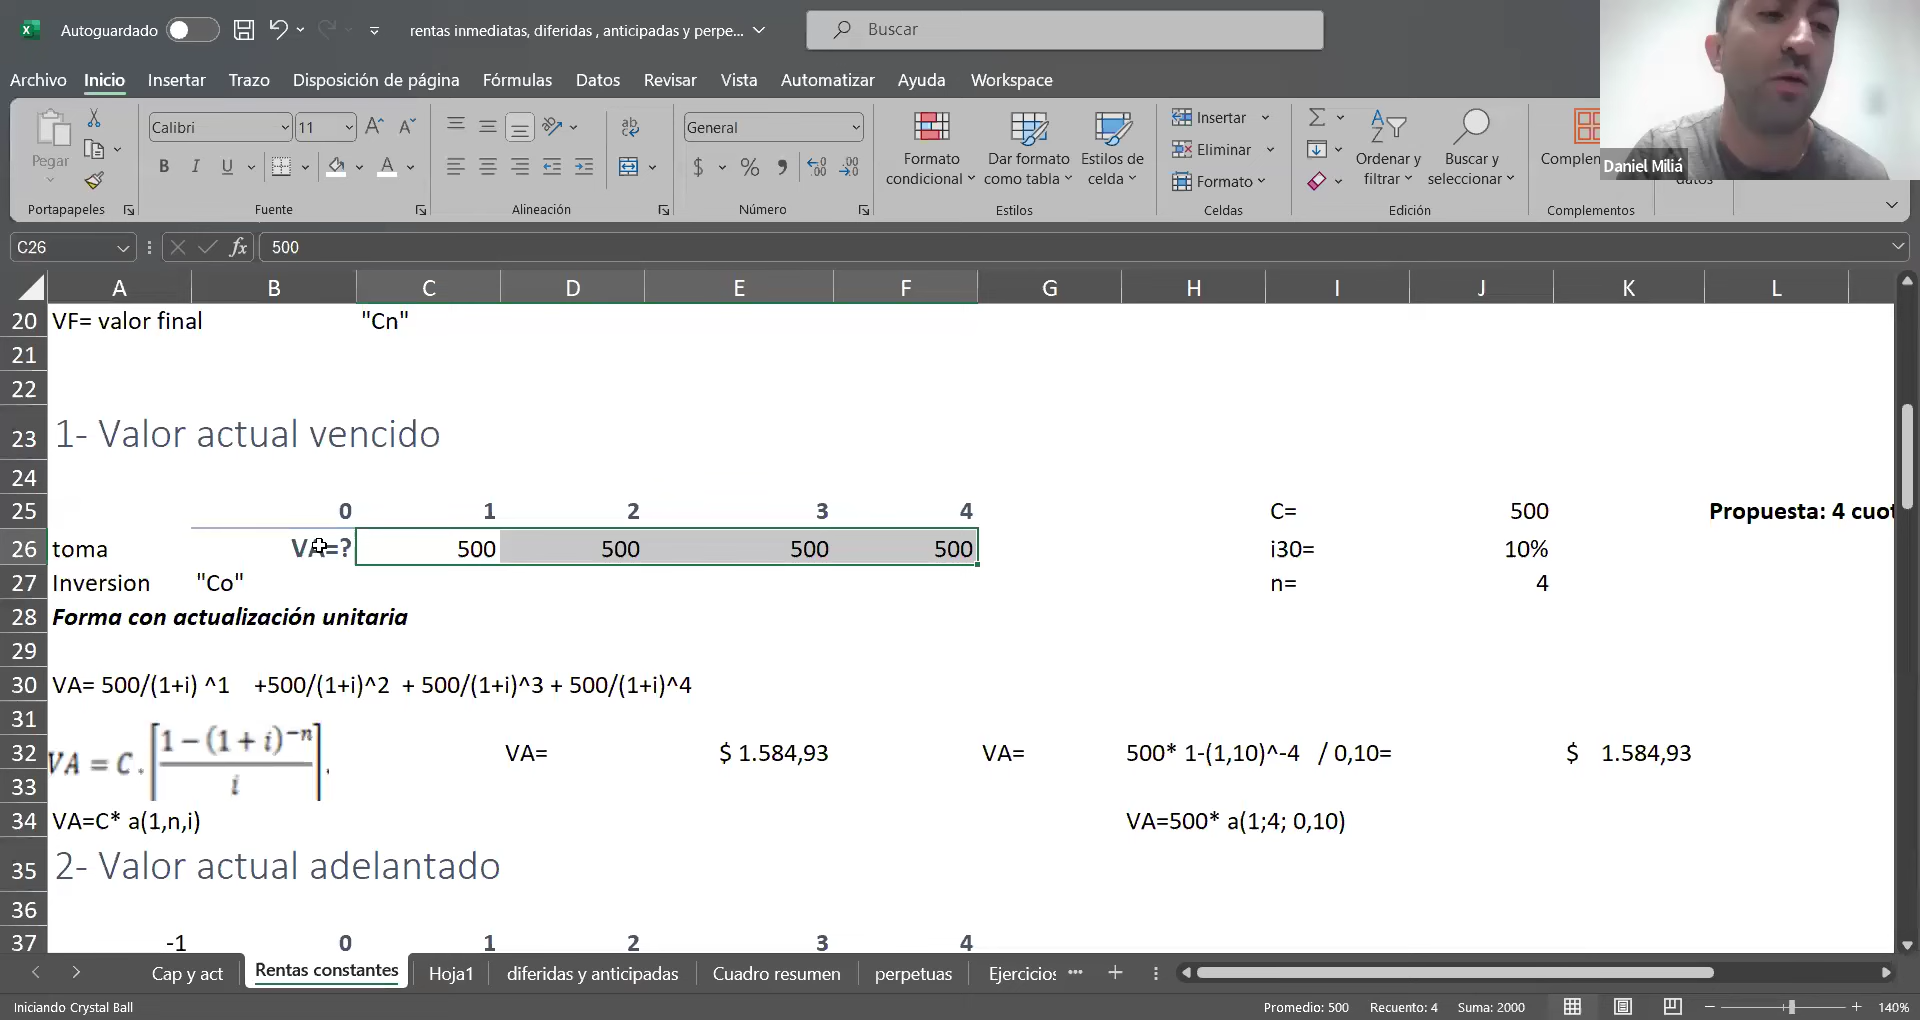 Autoguardado
rentas inmediatas, diferidas , anticipadas y perpe...
Buscar
Archivo Inicio Insertar Trazo Disposición de página Fórmulas Datos Revisar Vista Automatizar Ayuda Workspace
Pegar
Portapapeles
Calibri 11
Fuente
Alineación
General
Número
Formato condicional
Dar formato como tabla
Estilos de celda
Estilos
Insertar
Eliminar
Formato
Celdas
Ordenar y filtrar
Buscar y seleccionar
Edición
Complementos
Daniel Miliá
C26 fx 500
A B C D E F G H I J K L
20 VF= valor final "Cn"
21
22
23 1- Valor actual vencido
24
25 0 1 2 3 4 C= 500 Propuesta: 4 cuot
26 toma VA=? 500 500 500 500 i30= 10%
27 Inversion "Co" n= 4
28 Forma con actualización unitaria
29
30 VA= 500/(1+i) ^1 +500/(1+i)^2 + 500/(1+i)^3 + 500/(1+i)^4
31
VA = C . [1 − (1 + i)⁻ⁿ / i].
32 VA= $ 1.584,93 VA= 500* 1-(1,10)^-4 / 0,10= $ 1.584,93
33
34 VA=C* a(1,n,i) VA=500* a(1;4; 0,10)
35 2- Valor actual adelantado
36
37 -1 0 1 2 3 4
Cap y act Rentas constantes Hoja1 diferidas y anticipadas Cuadro resumen perpetuas Ejercicios ...
Iniciando Crystal Ball Promedio: 500 Recuento: 4 Suma: 2000 140%